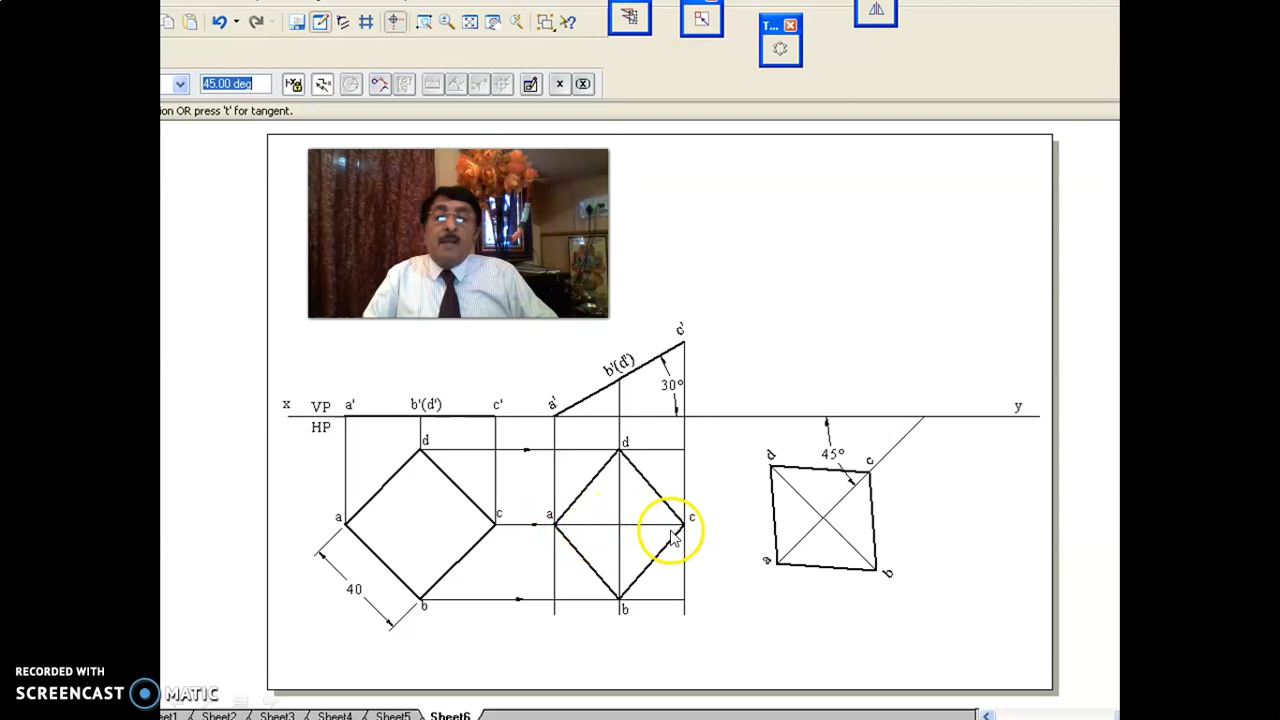 T...
45.00 deg
ion OR press 't' for tangent.
c'
b'(d')
30°
x VP a' b'(d') c' a' y
HP
d d 45° d c
a c a c
40 b b a b
RECORDED WITH
SCREENCAST MATIC
Sheet2 Sheet3 Sheet4 Sheet5 Sheet6